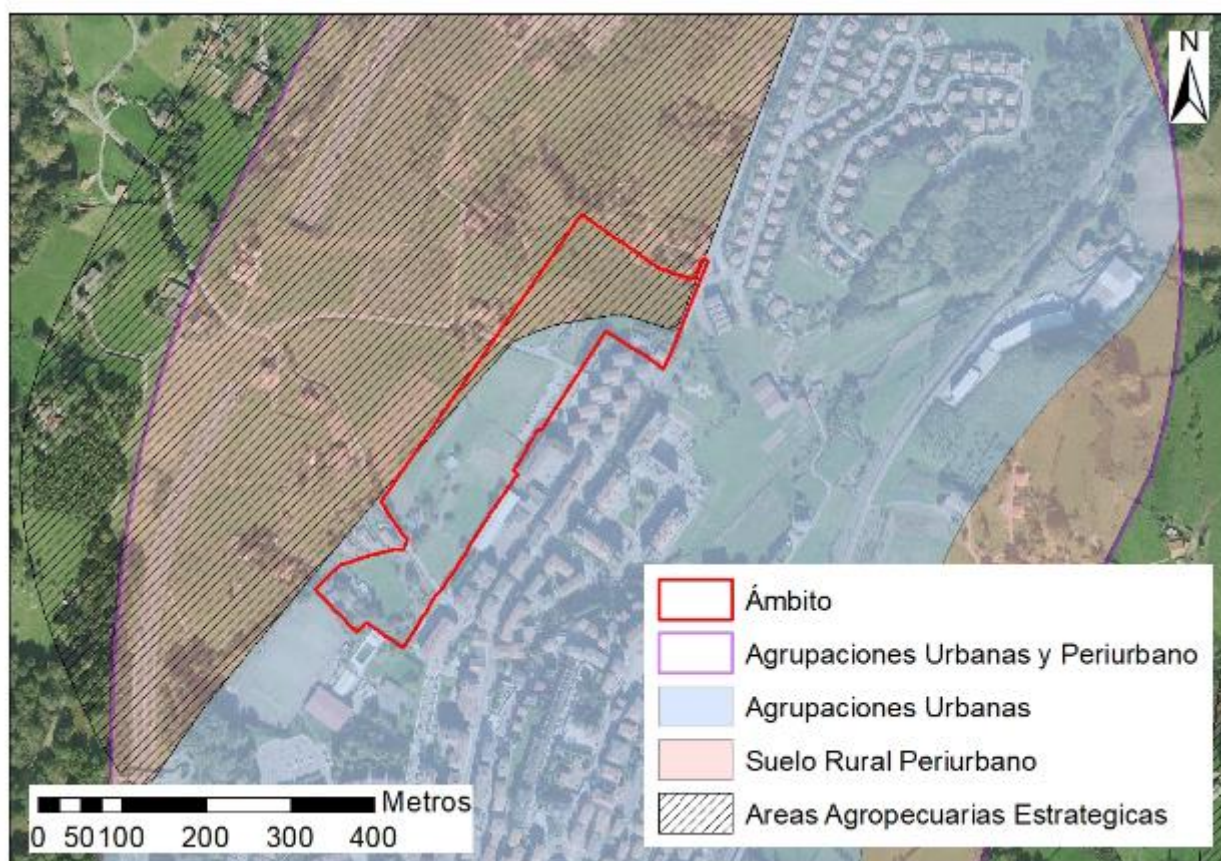 N
Ámbito
Agrupaciones Urbanas y Periurbano
Agrupaciones Urbanas
Suelo Rural Periurbano
Areas Agropecuarias Estrategicas
Metros
0 50 100 200 300 400